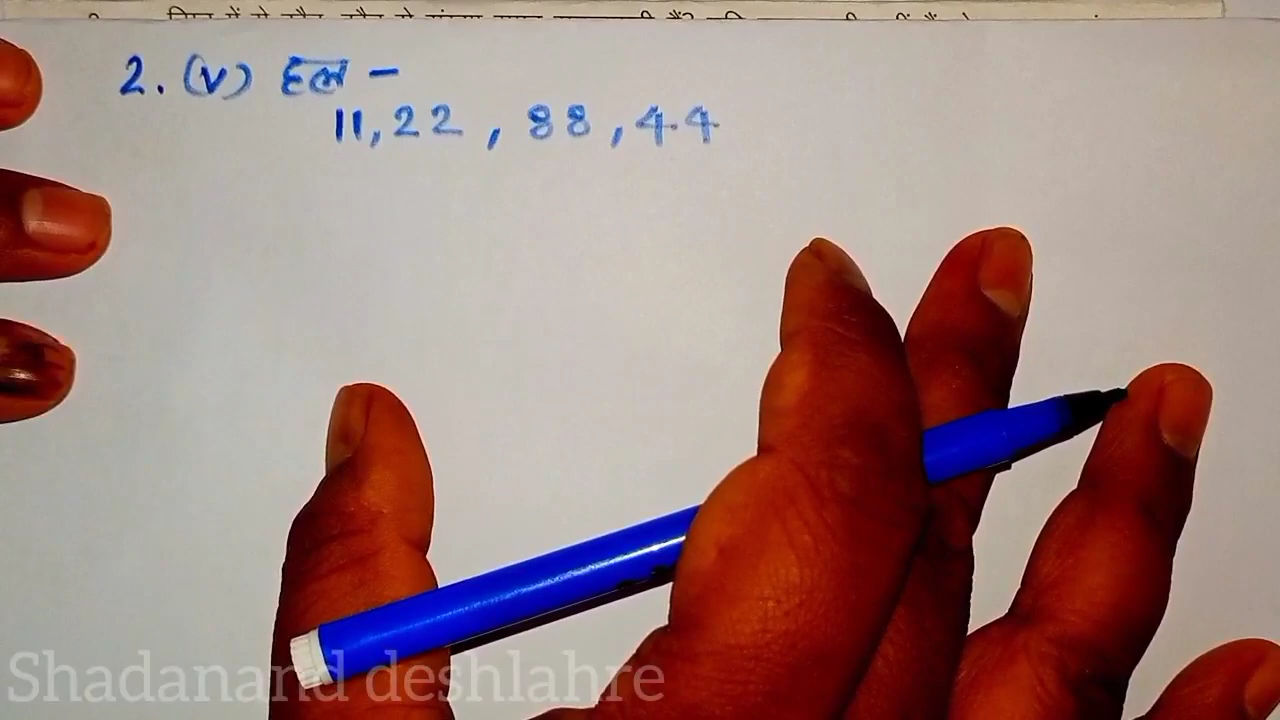 2. (v) हल -
11, 22, 88, 44
Shadanand deshlahre